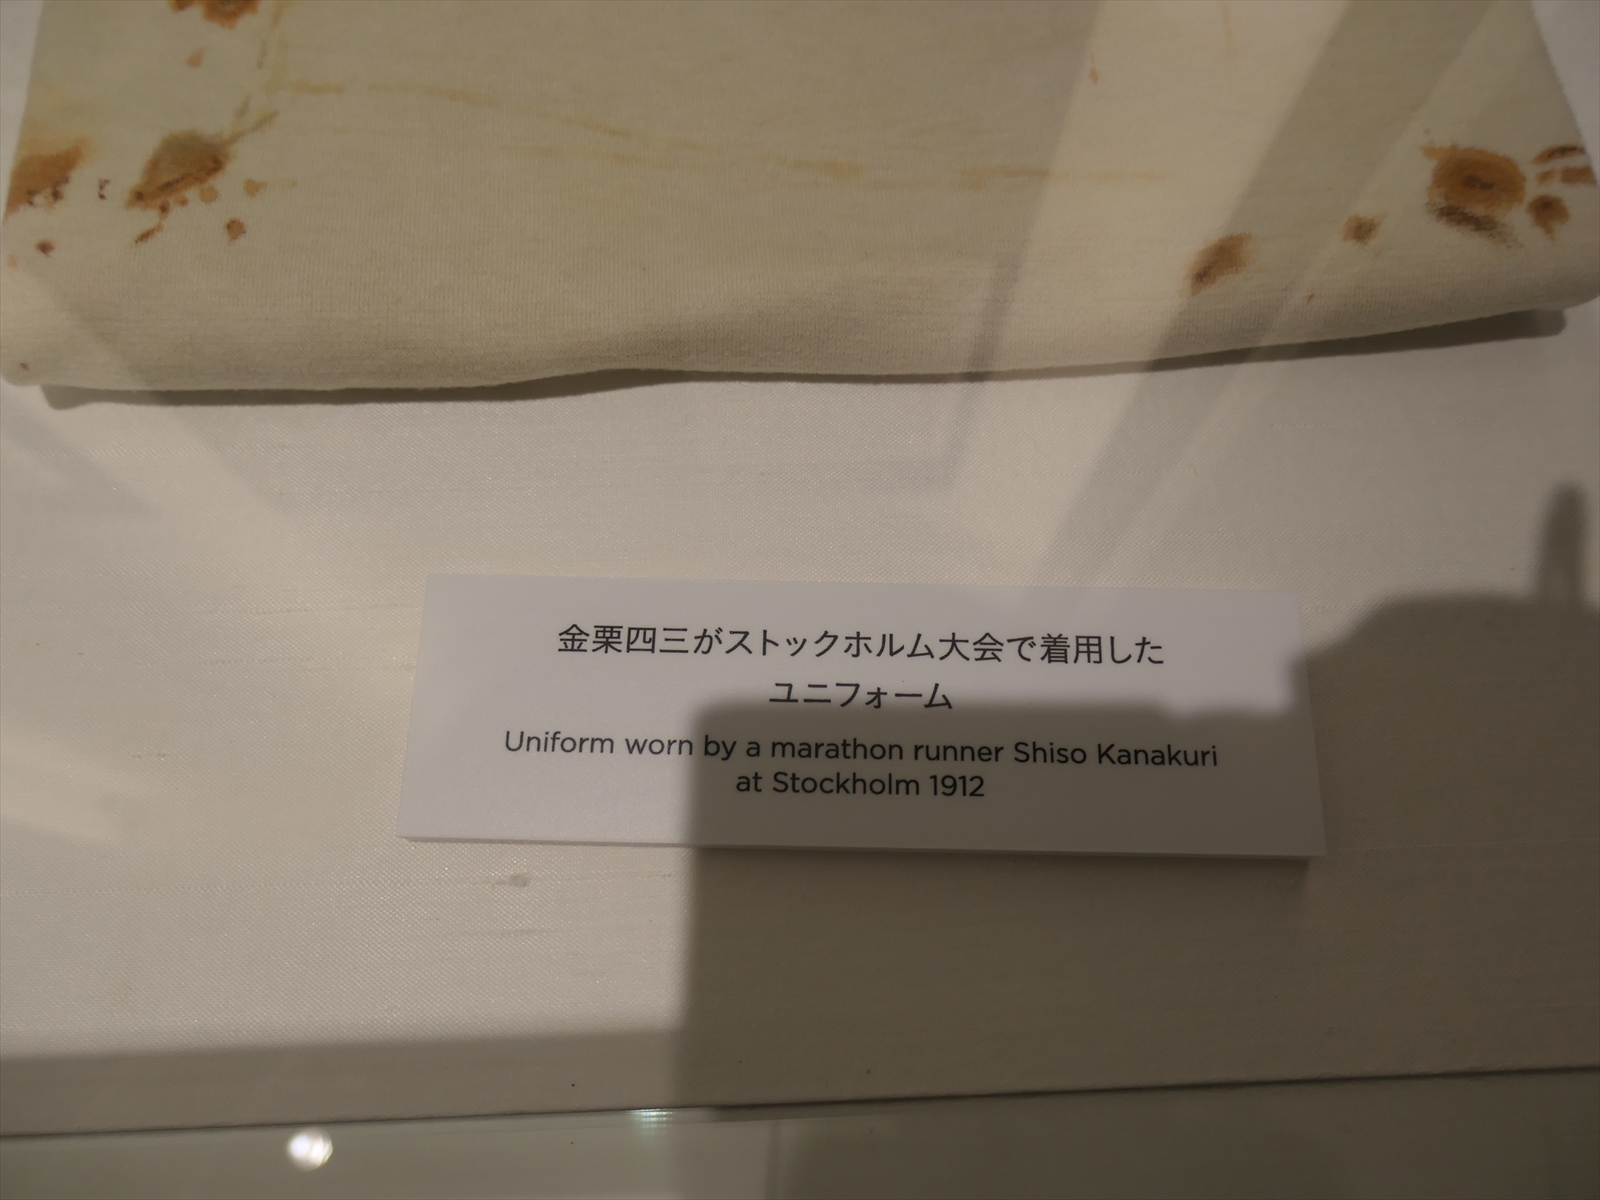 金栗四三がストックホルム大会で着用した
ユニフォーム
Uniform worn by a marathon runner Shiso Kanakuri
at Stockholm 1912